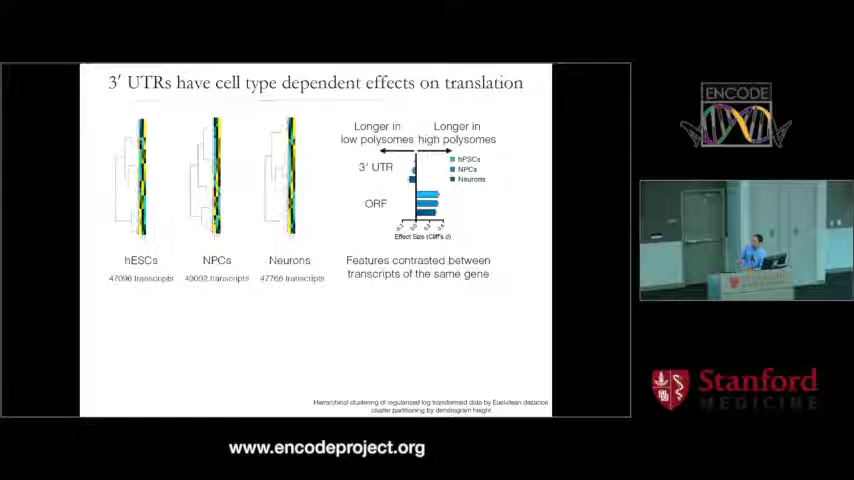 3′ UTRs have cell type dependent effects on translation
Longer in
low polysomes
Longer in
high polysomes
3′ UTR
ORF
hPSCs
NPCs
Neurons
Effect Size (Cliff's d)
hESCs
NPCs
Neurons
47096 transcripts
49092 transcripts
47766 transcripts
Features contrasted between
transcripts of the same gene
Hierarchical clustering of regularized log transformed data by Euclidean distance
cluster partitioning by dendrogram height
ENCODE
Stanford
MEDICINE
www.encodeproject.org